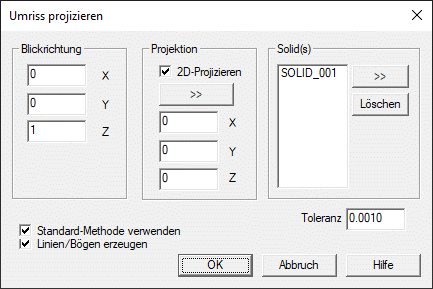 Umriss projizieren
Blickrichtung
0 X
0 Y
1 Z
Projektion
2D-Projizieren
>>
0 X
0 Y
0 Z
Solid(s)
SOLID_001
>>
Löschen
Toleranz 0.0010
Standard-Methode verwenden
Linien/Bögen erzeugen
OK Abbruch Hilfe